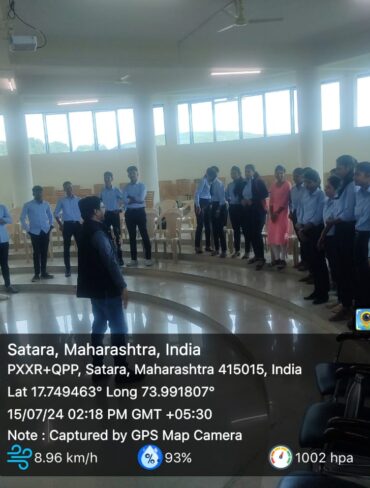 Satara, Maharashtra, India
PXXR+QPP, Satara, Maharashtra 415015, India
Lat 17.749463° Long 73.991807°
15/07/24 02:18 PM GMT +05:30
Note : Captured by GPS Map Camera
8.96 km/h 93% 1002 hpa